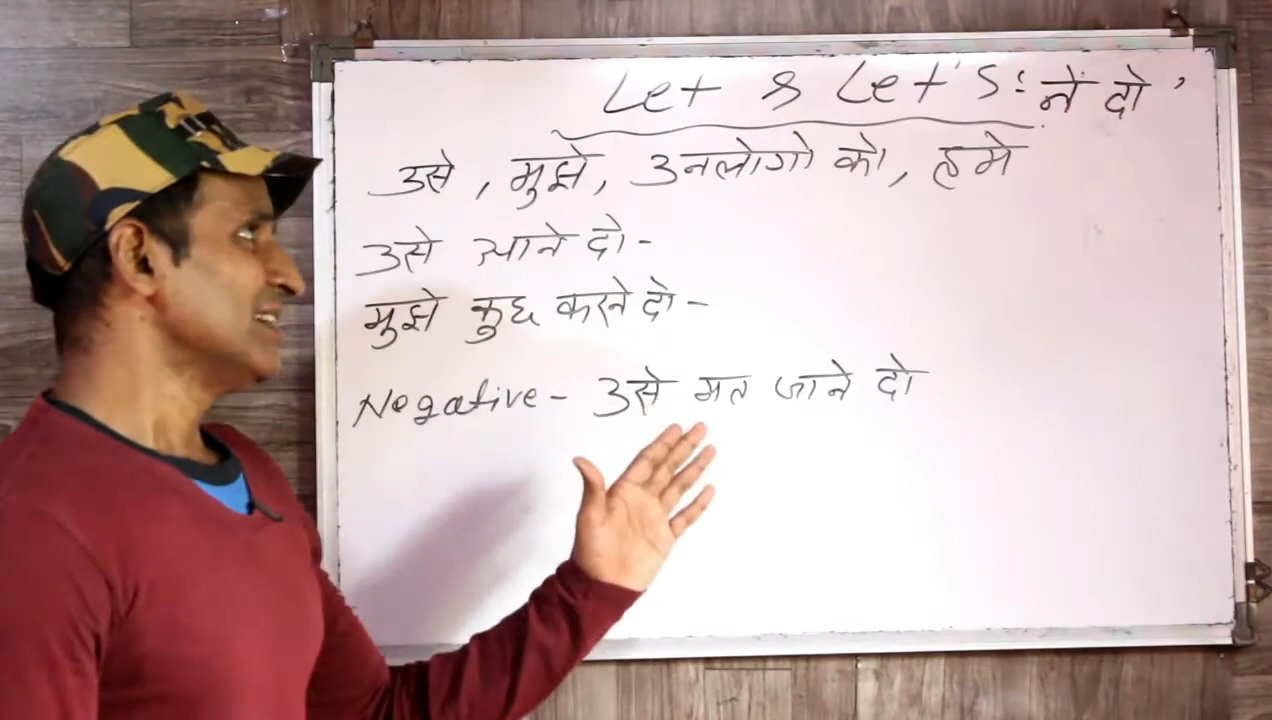 Let & Let's : ने दो '
उसे , मुझे, उनलोगो को, हमे
उसे आने दो -
मुझे कुछ करने दो -
Negative - उसे मत जाने दो